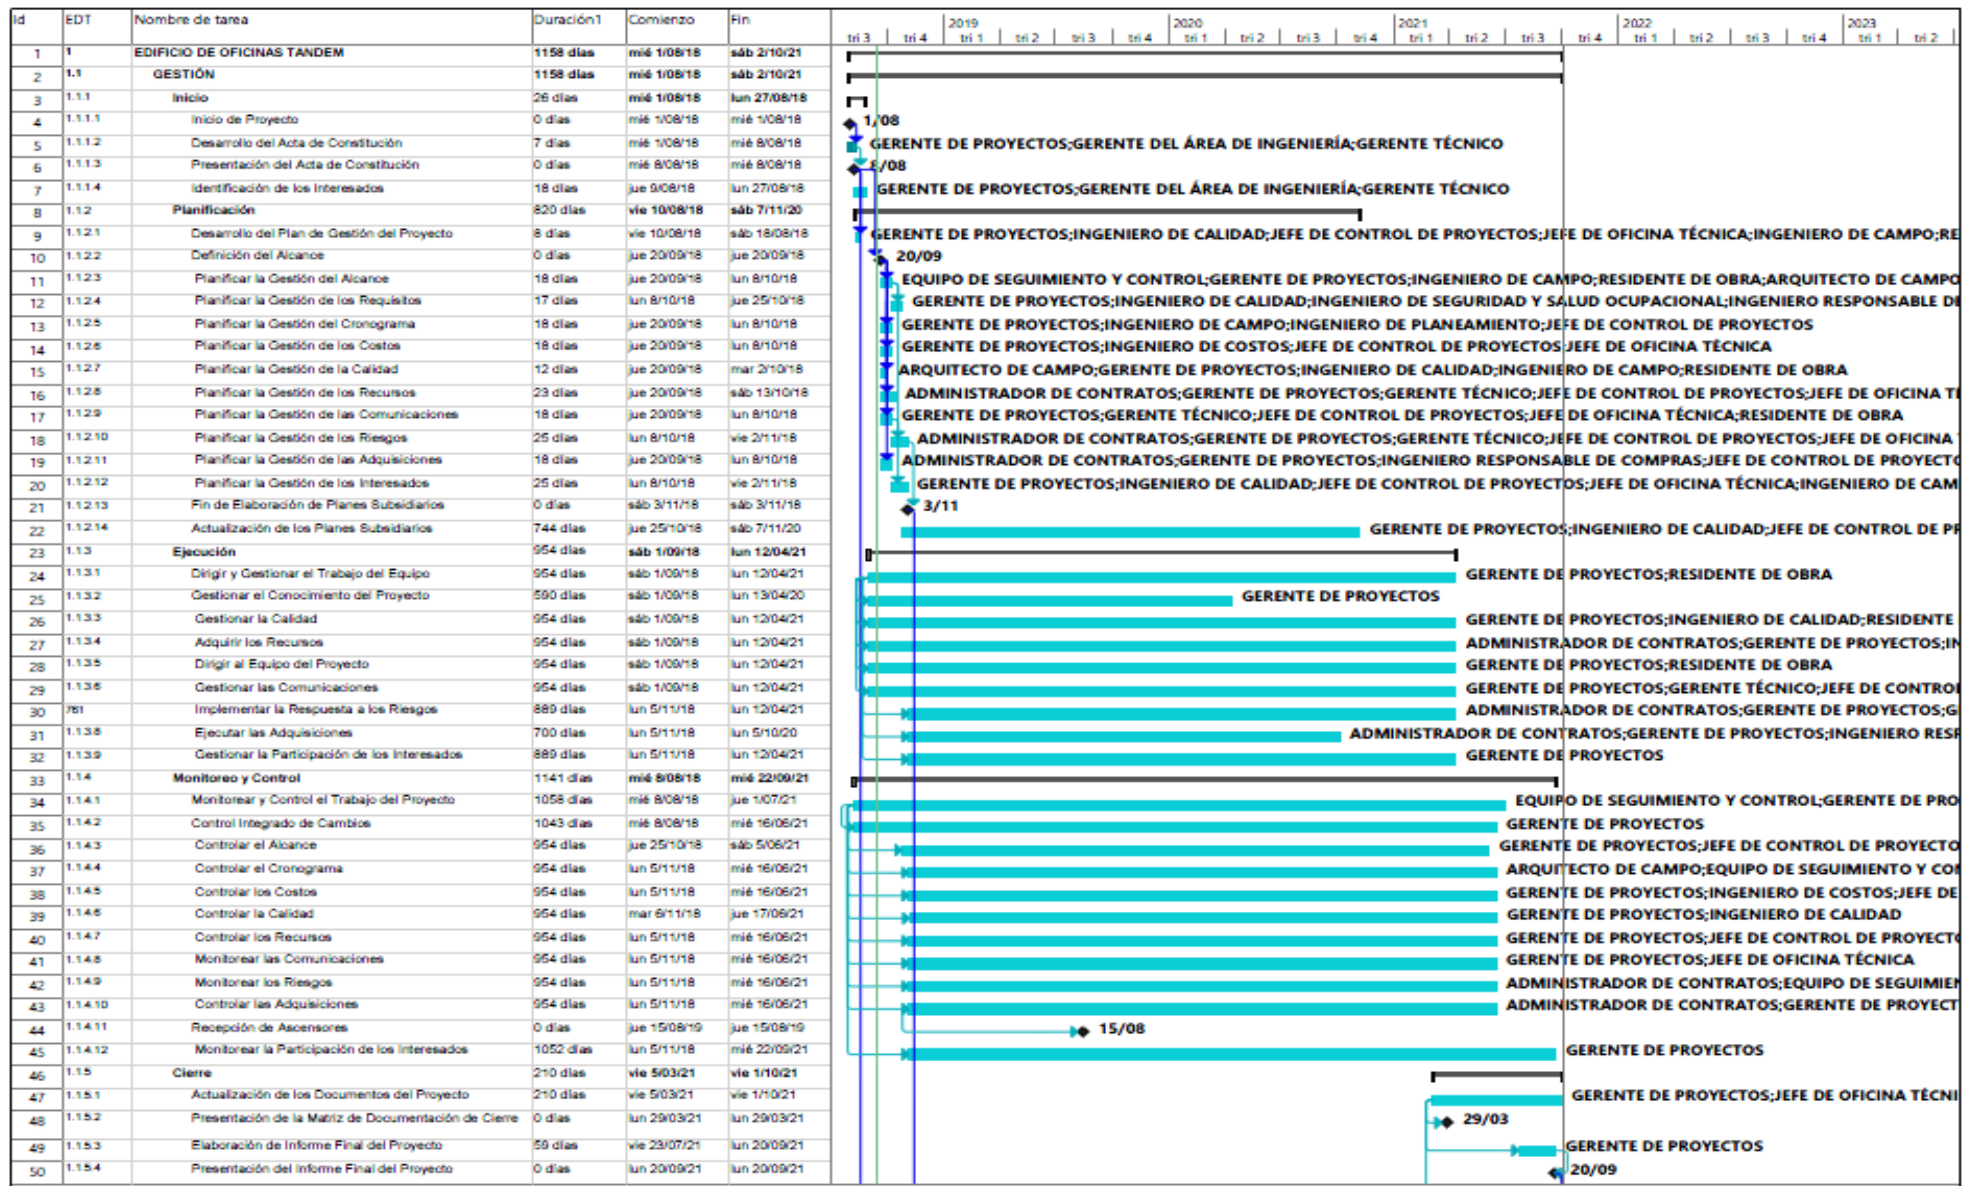 Id EDT Nombre de tarea Duración1 Comienzo Fin 2019 2020 2021 2022 2023
tri 3 tri 4 tri 1 tri 2 tri 3 tri 4 tri 1 tri 2 tri 3 tri 4 tri 1 tri 2 tri 3 tri 4 tri 1 tri 2 tri 3 tri 4 tri 1 tri 2
1 1 EDIFICIO DE OFICINAS TANDEM 1158 días mié 1/08/18 sáb 2/10/21
2 1.1 GESTIÓN 1158 días mié 1/08/18 sáb 2/10/21
3 1.1.1 Inicio 26 días mié 1/08/18 lun 27/08/18
4 1.1.1.1 Inicio de Proyecto 0 días mié 1/08/18 mié 1/08/18 1/08
5 1.1.1.2 Desarrollo del Acta de Constitución 7 días mié 1/08/18 mié 8/08/18 GERENTE DE PROYECTOS;GERENTE DEL ÁREA DE INGENIERÍA;GERENTE TÉCNICO
6 1.1.1.3 Presentación del Acta de Constitución 0 días mié 8/08/18 mié 8/08/18 8/08
7 1.1.1.4 Identificación de los Interesados 18 días jue 9/08/18 lun 27/08/18 GERENTE DE PROYECTOS;GERENTE DEL ÁREA DE INGENIERÍA;GERENTE TÉCNICO
8 1.1.2 Planificación 820 días vie 10/08/18 sáb 7/11/20
9 1.1.2.1 Desarrollo del Plan de Gestión del Proyecto 8 días vie 10/08/18 sáb 18/08/18 GERENTE DE PROYECTOS;INGENIERO DE CALIDAD;JEFE DE CONTROL DE PROYECTOS;JEFE DE OFICINA TÉCNICA;INGENIERO DE CAMPO;RE
10 1.1.2.2 Definición del Alcance 0 días jue 20/09/18 jue 20/09/18 20/09
11 1.1.2.3 Planificar la Gestión del Alcance 18 días jue 20/09/18 lun 8/10/18 EQUIPO DE SEGUIMIENTO Y CONTROL;GERENTE DE PROYECTOS;INGENIERO DE CAMPO;RESIDENTE DE OBRA;ARQUITECTO DE CAMPO
12 1.1.2.4 Planificar la Gestión de los Requisitos 17 días lun 8/10/18 jue 25/10/18 GERENTE DE PROYECTOS;INGENIERO DE CALIDAD;INGENIERO DE SEGURIDAD Y SALUD OCUPACIONAL;INGENIERO RESPONSABLE DE
13 1.1.2.5 Planificar la Gestión del Cronograma 18 días jue 20/09/18 lun 8/10/18 GERENTE DE PROYECTOS;INGENIERO DE CAMPO;INGENIERO DE PLANEAMIENTO;JEFE DE CONTROL DE PROYECTOS
14 1.1.2.6 Planificar la Gestión de los Costos 18 días jue 20/09/18 lun 8/10/18 GERENTE DE PROYECTOS;INGENIERO DE COSTOS;JEFE DE CONTROL DE PROYECTOS;JEFE DE OFICINA TÉCNICA
15 1.1.2.7 Planificar la Gestión de la Calidad 12 días jue 20/09/18 mar 2/10/18 ARQUITECTO DE CAMPO;GERENTE DE PROYECTOS;INGENIERO DE CALIDAD;INGENIERO DE CAMPO;RESIDENTE DE OBRA
16 1.1.2.8 Planificar la Gestión de los Recursos 23 días jue 20/09/18 sáb 13/10/18 ADMINISTRADOR DE CONTRATOS;GERENTE DE PROYECTOS;GERENTE TÉCNICO;JEFE DE CONTROL DE PROYECTOS;JEFE DE OFICINA TÉ
17 1.1.2.9 Planificar la Gestión de las Comunicaciones 18 días jue 20/09/18 lun 8/10/18 GERENTE DE PROYECTOS;GERENTE TÉCNICO;JEFE DE CONTROL DE PROYECTOS;JEFE DE OFICINA TÉCNICA;RESIDENTE DE OBRA
18 1.1.2.10 Planificar la Gestión de los Riesgos 25 días lun 8/10/18 vie 2/11/18 ADMINISTRADOR DE CONTRATOS;GERENTE DE PROYECTOS;GERENTE TÉCNICO;JEFE DE CONTROL DE PROYECTOS;JEFE DE OFICINA
19 1.1.2.11 Planificar la Gestión de las Adquisiciones 18 días jue 20/09/18 lun 8/10/18 ADMINISTRADOR DE CONTRATOS;GERENTE DE PROYECTOS;INGENIERO RESPONSABLE DE COMPRAS;JEFE DE CONTROL DE PROYECTO
20 1.1.2.12 Planificar la Gestión de los Interesados 25 días lun 8/10/18 vie 2/11/18 GERENTE DE PROYECTOS;INGENIERO DE CALIDAD;JEFE DE CONTROL DE PROYECTOS;JEFE DE OFICINA TÉCNICA;INGENIERO DE CAM
21 1.1.2.13 Fin de Elaboración de Planes Subsidiarios 0 días sáb 3/11/18 sáb 3/11/18 3/11
22 1.1.2.14 Actualización de los Planes Subsidiarios 744 días jue 25/10/18 sáb 7/11/20 GERENTE DE PROYECTOS;INGENIERO DE CALIDAD;JEFE DE CONTROL DE PR
23 1.1.3 Ejecución 954 días sáb 1/09/18 lun 12/04/21
24 1.1.3.1 Dirigir y Gestionar el Trabajo del Equipo 954 días sáb 1/09/18 lun 12/04/21 GERENTE DE PROYECTOS;RESIDENTE DE OBRA
25 1.1.3.2 Gestionar el Conocimiento del Proyecto 590 días sáb 1/09/18 lun 13/04/20 GERENTE DE PROYECTOS
26 1.1.3.3 Gestionar la Calidad 954 días sáb 1/09/18 lun 12/04/21 GERENTE DE PROYECTOS;INGENIERO DE CALIDAD;RESIDENTE
27 1.1.3.4 Adquirir los Recursos 954 días sáb 1/09/18 lun 12/04/21 ADMINISTRADOR DE CONTRATOS;GERENTE DE PROYECTOS;IN
28 1.1.3.5 Dirigir al Equipo del Proyecto 954 días sáb 1/09/18 lun 12/04/21 GERENTE DE PROYECTOS;RESIDENTE DE OBRA
29 1.1.3.6 Gestionar las Comunicaciones 954 días sáb 1/09/18 lun 12/04/21 GERENTE DE PROYECTOS;GERENTE TÉCNICO;JEFE DE CONTROL
30 761 Implementar la Respuesta a los Riesgos 889 días lun 5/11/18 lun 12/04/21 ADMINISTRADOR DE CONTRATOS;GERENTE DE PROYECTOS;G
31 1.1.3.8 Ejecutar las Adquisiciones 700 días lun 5/11/18 lun 5/10/20 ADMINISTRADOR DE CONTRATOS;GERENTE DE PROYECTOS;INGENIERO RESP
32 1.1.3.9 Gestionar la Participación de los Interesados 889 días lun 5/11/18 lun 12/04/21 GERENTE DE PROYECTOS
33 1.1.4 Monitoreo y Control 1141 días mié 8/08/18 mié 22/09/21
34 1.1.4.1 Monitorear y Control el Trabajo del Proyecto 1058 días mié 8/08/18 jue 1/07/21 EQUIPO DE SEGUIMIENTO Y CONTROL;GERENTE DE PRO
35 1.1.4.2 Control Integrado de Cambios 1043 días mié 8/08/18 mié 16/06/21 GERENTE DE PROYECTOS
36 1.1.4.3 Controlar el Alcance 954 días jue 25/10/18 sáb 5/06/21 GERENTE DE PROYECTOS;JEFE DE CONTROL DE PROYECTO
37 1.1.4.4 Controlar el Cronograma 954 días lun 5/11/18 mié 16/06/21 ARQUITECTO DE CAMPO;EQUIPO DE SEGUIMIENTO Y CON
38 1.1.4.5 Controlar los Costos 954 días lun 5/11/18 mié 16/06/21 GERENTE DE PROYECTOS;INGENIERO DE COSTOS;JEFE DE
39 1.1.4.6 Controlar la Calidad 954 días mar 6/11/18 jue 17/06/21 GERENTE DE PROYECTOS;INGENIERO DE CALIDAD
40 1.1.4.7 Controlar los Recursos 954 días lun 5/11/18 mié 16/06/21 GERENTE DE PROYECTOS;JEFE DE CONTROL DE PROYECTO
41 1.1.4.8 Monitorear las Comunicaciones 954 días lun 5/11/18 mié 16/06/21 GERENTE DE PROYECTOS;JEFE DE OFICINA TÉCNICA
42 1.1.4.9 Monitorear los Riesgos 954 días lun 5/11/18 mié 16/06/21 ADMINISTRADOR DE CONTRATOS;EQUIPO DE SEGUIMIEN
43 1.1.4.10 Controlar las Adquisiciones 954 días lun 5/11/18 mié 16/06/21 ADMINISTRADOR DE CONTRATOS;GERENTE DE PROYECT
44 1.1.4.11 Recepción de Ascensores 0 días jue 15/08/19 jue 15/08/19 15/08
45 1.1.4.12 Monitorear la Participación de los Interesados 1052 días lun 5/11/18 mié 22/09/21 GERENTE DE PROYECTOS
46 1.1.5 Cierre 210 días vie 5/03/21 vie 1/10/21
47 1.1.5.1 Actualización de los Documentos del Proyecto 210 días vie 5/03/21 vie 1/10/21 GERENTE DE PROYECTOS;JEFE DE OFICINA TÉCNI
48 1.1.5.2 Presentación de la Matriz de Documentación de Cierre 0 días lun 29/03/21 lun 29/03/21 29/03
49 1.1.5.3 Elaboración de Informe Final del Proyecto 59 días vie 23/07/21 lun 20/09/21 GERENTE DE PROYECTOS
50 1.1.5.4 Presentación del Informe Final del Proyecto 0 días lun 20/09/21 lun 20/09/21 20/09